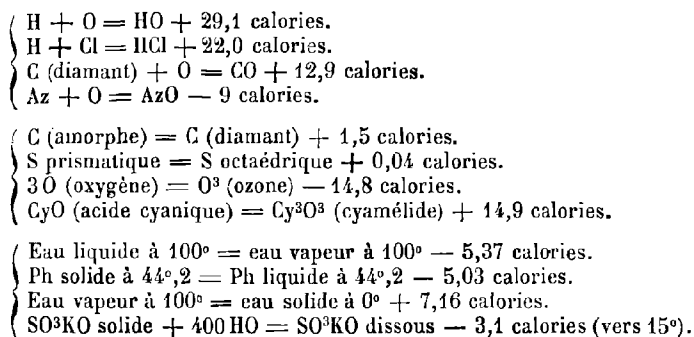 H + O = HO + 29,1 calories.
H + Cl = HCl + 22,0 calories.
C (diamant) + O = CO + 12,9 calories.
Az + O = AzO — 9 calories.
C (amorphe) = C (diamant) + 1,5 calories.
S prismatique = S octaédrique + 0,04 calories.
3 O (oxygène) = O³ (ozone) — 14,8 calories.
CyO (acide cyanique) = Cy³O³ (cyamélide) + 14,9 calories.
Eau liquide à 100° = eau vapeur à 100° — 5,37 calories.
Ph solide à 44°,2 = Ph liquide à 44°,2 — 5,03 calories.
Eau vapeur à 100° = eau solide à 0° + 7,16 calories.
SO³KO solide + 400 HO = SO³KO dissous — 3,1 calories (vers 15°).